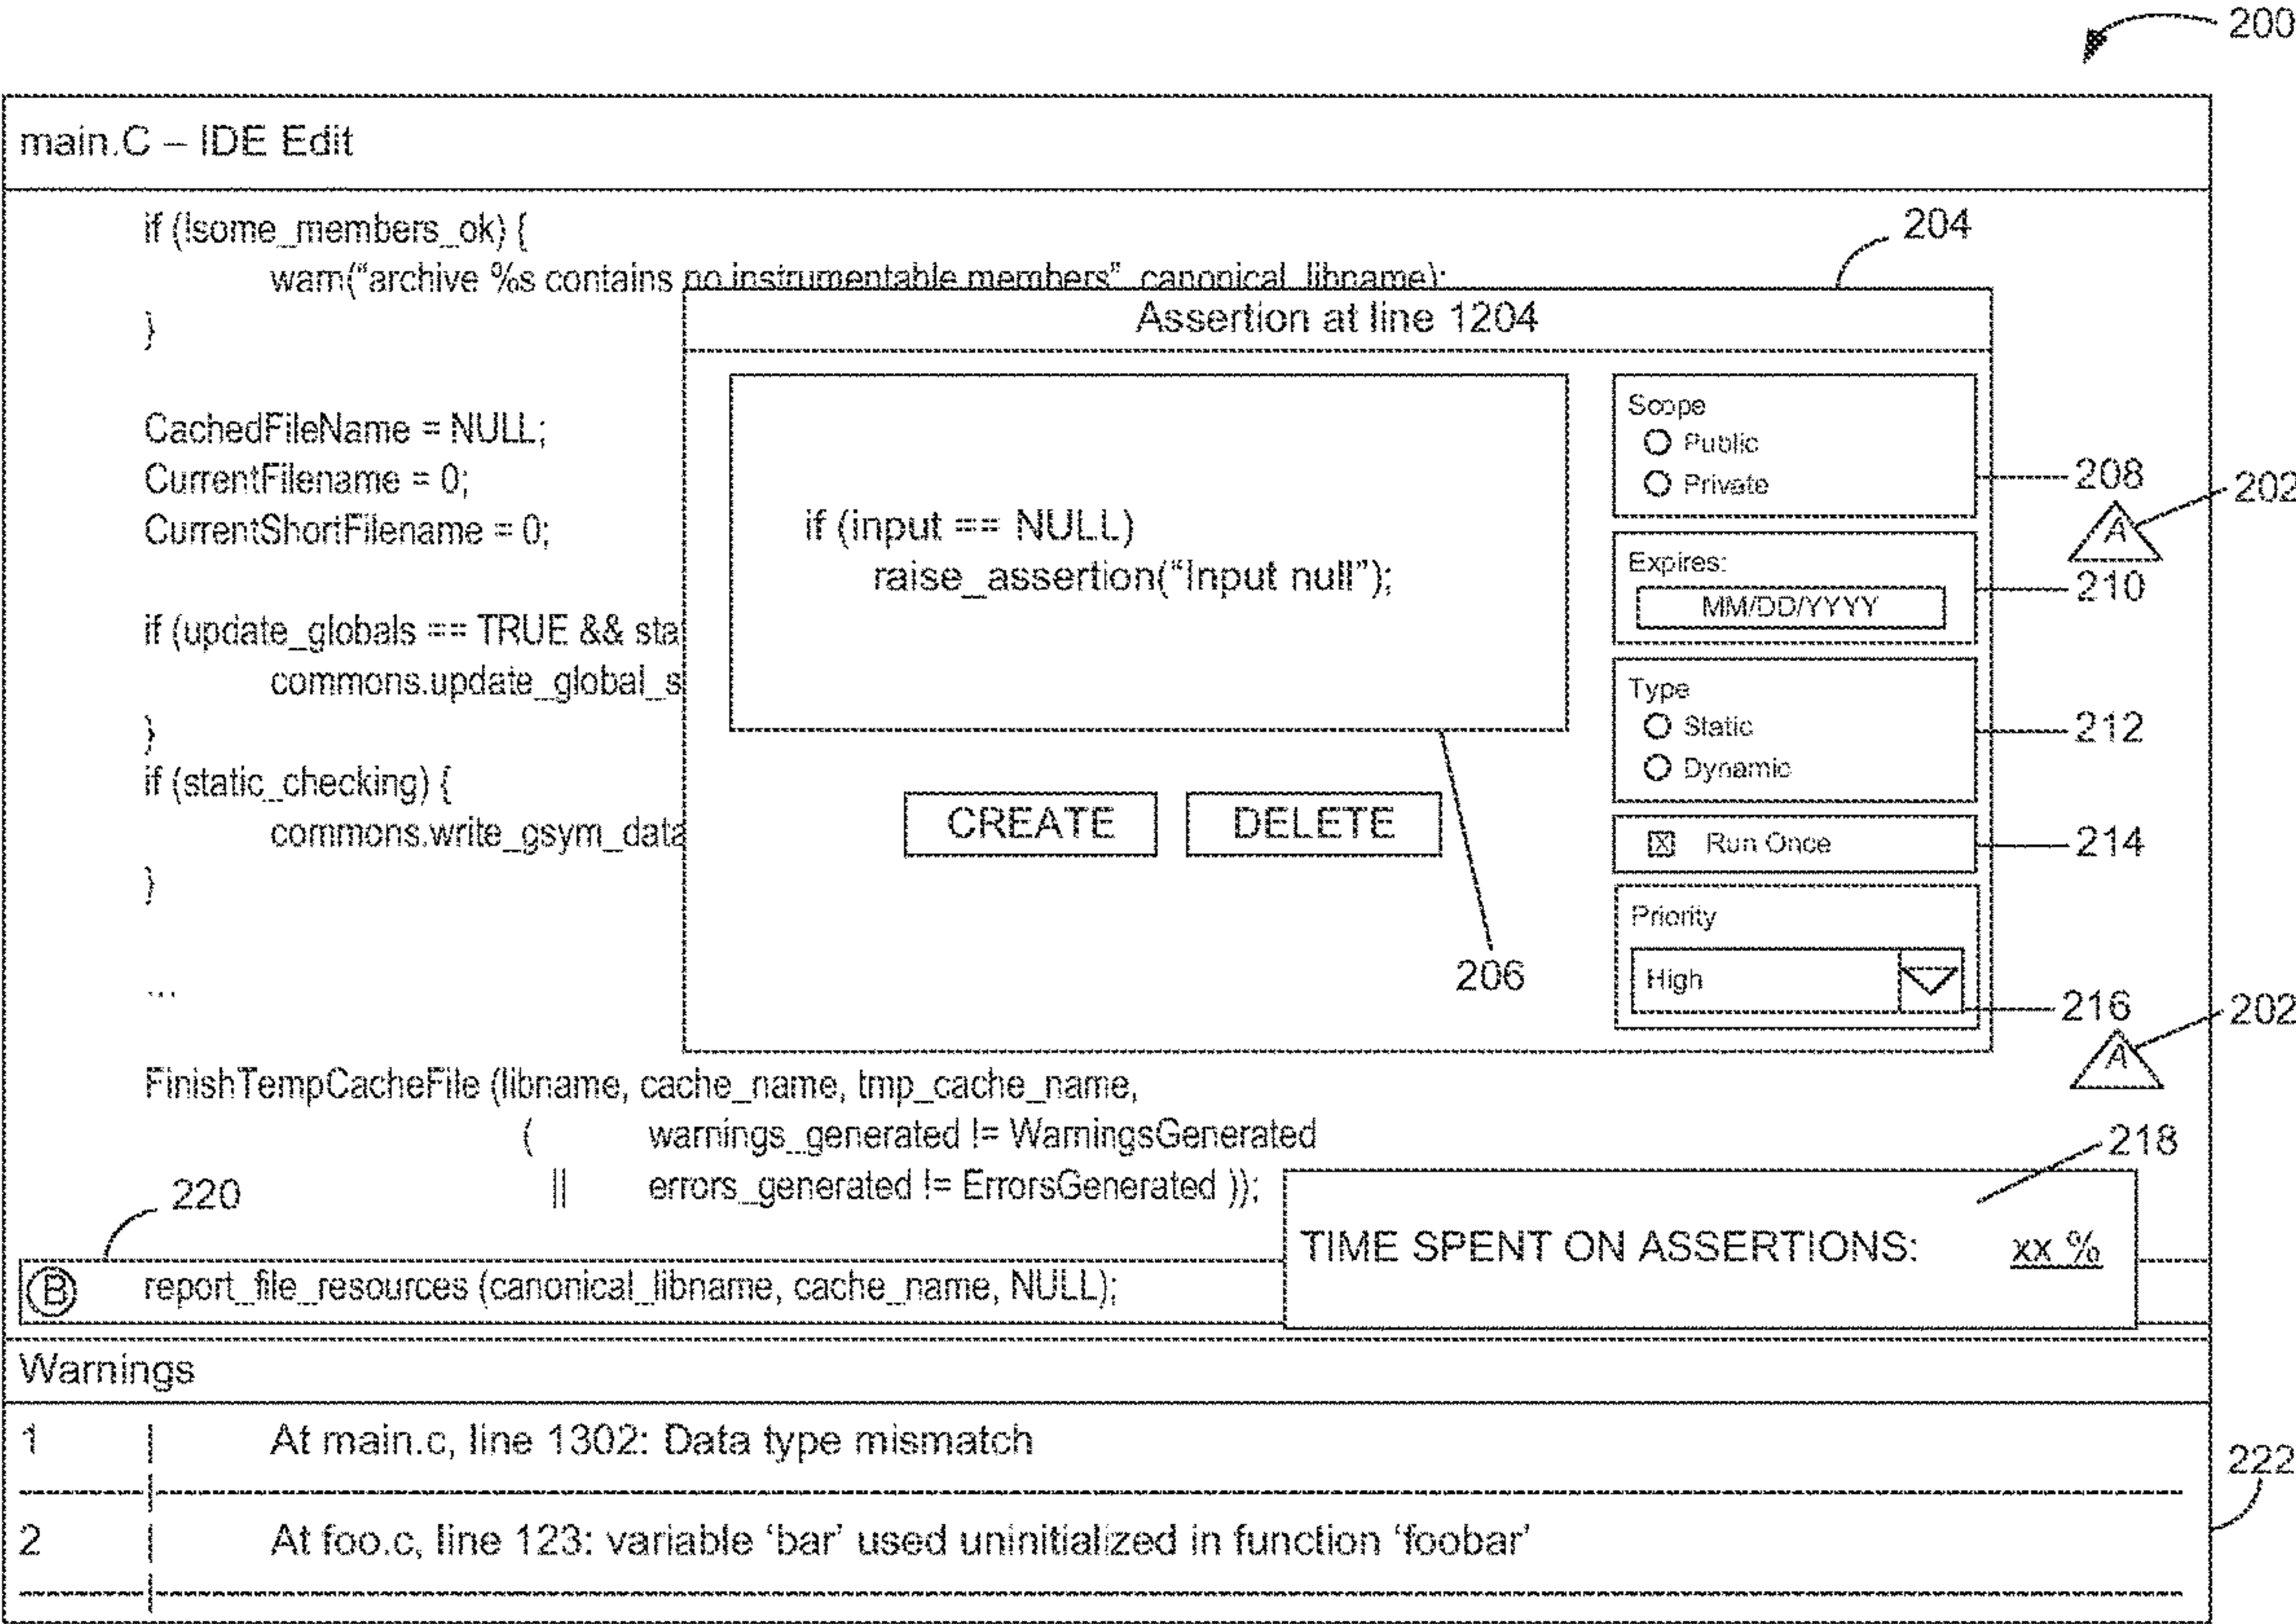 200
main.C – IDE Edit
if (!some_members_ok) {
204
warn("archive %s contains no instrumentable members", canonical_libname);
}
Assertion at line 1204
CachedFileName = NULL;
CurrentFilename = 0;
CurrentShortFilename = 0;
if (update_globals == TRUE && sta
commons.update_global_s
}
if (static_checking) {
commons.write_gsym_data
}
...
if (input == NULL)
raise_assertion("Input null");
CREATE DELETE
206
Scope
Public
Private
208
202
A
Expires:
MM/DD/YYYY
210
Type
Static
Dynamic
212
X Run Once
214
Priority
High
216
202
A
FinishTempCacheFile (libname, cache_name, tmp_cache_name,
( warnings_generated != WarningsGenerated
|| errors_generated != ErrorsGenerated ));
218
220
TIME SPENT ON ASSERTIONS: xx %
B report_file_resources (canonical_libname, cache_name, NULL);
Warnings
1 At main.c, line 1302: Data type mismatch
222
2 At foo.c, line 123: variable ‘bar’ used uninitialized in function ‘foobar’